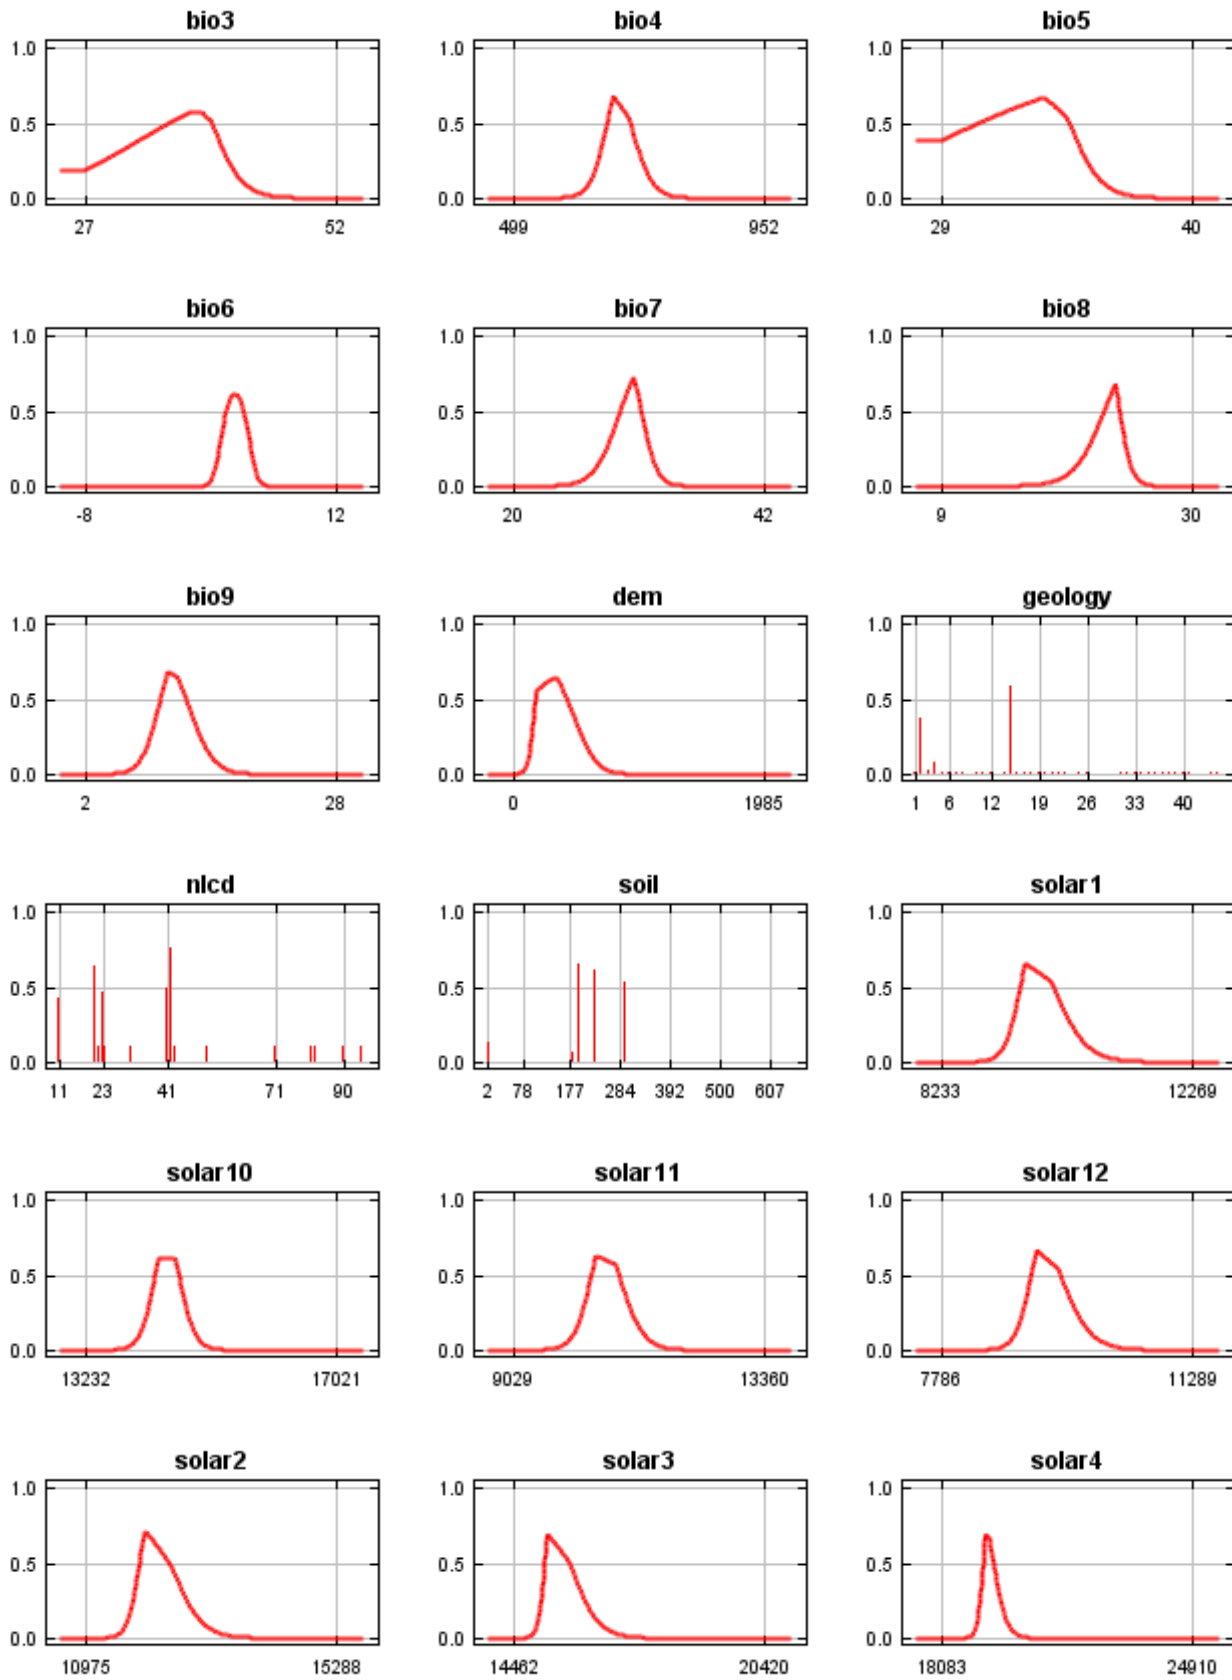 bio3 bio4 bio5
1.0 1.0 1.0
0.5 0.5 0.5
0.0 0.0 0.0
27 52 499 952 29 40
bio6 bio7 bio8
1.0 1.0 1.0
0.5 0.5 0.5
0.0 0.0 0.0
-8 12 20 42 9 30
bio9 dem geology
1.0 1.0 1.0
0.5 0.5 0.5
0.0 0.0 0.0
2 28 0 1985 1 6 12 19 26 33 40
nlcd soil solar1
1.0 1.0 1.0
0.5 0.5 0.5
0.0 0.0 0.0
11 23 41 71 90 2 78 177 284 392 500 607 8233 12269
solar10 solar11 solar12
1.0 1.0 1.0
0.5 0.5 0.5
0.0 0.0 0.0
13232 17021 9029 13360 7786 11289
solar2 solar3 solar4
1.0 1.0 1.0
0.5 0.5 0.5
0.0 0.0 0.0
10975 15288 14462 20420 18083 24910